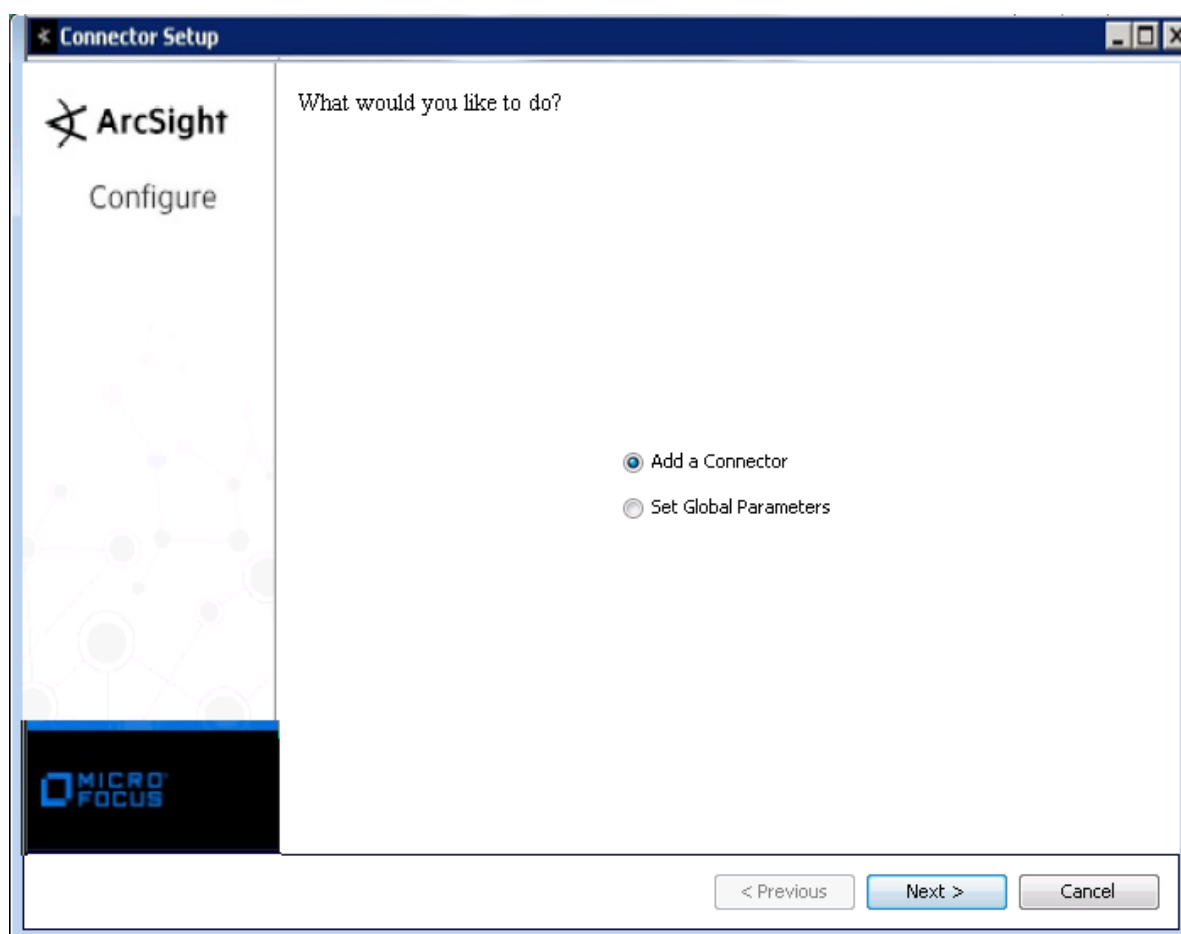 Connector Setup
ArcSight
Configure
What would you like to do?
Add a Connector
Set Global Parameters
MICRO
FOCUS
< Previous
Next >
Cancel